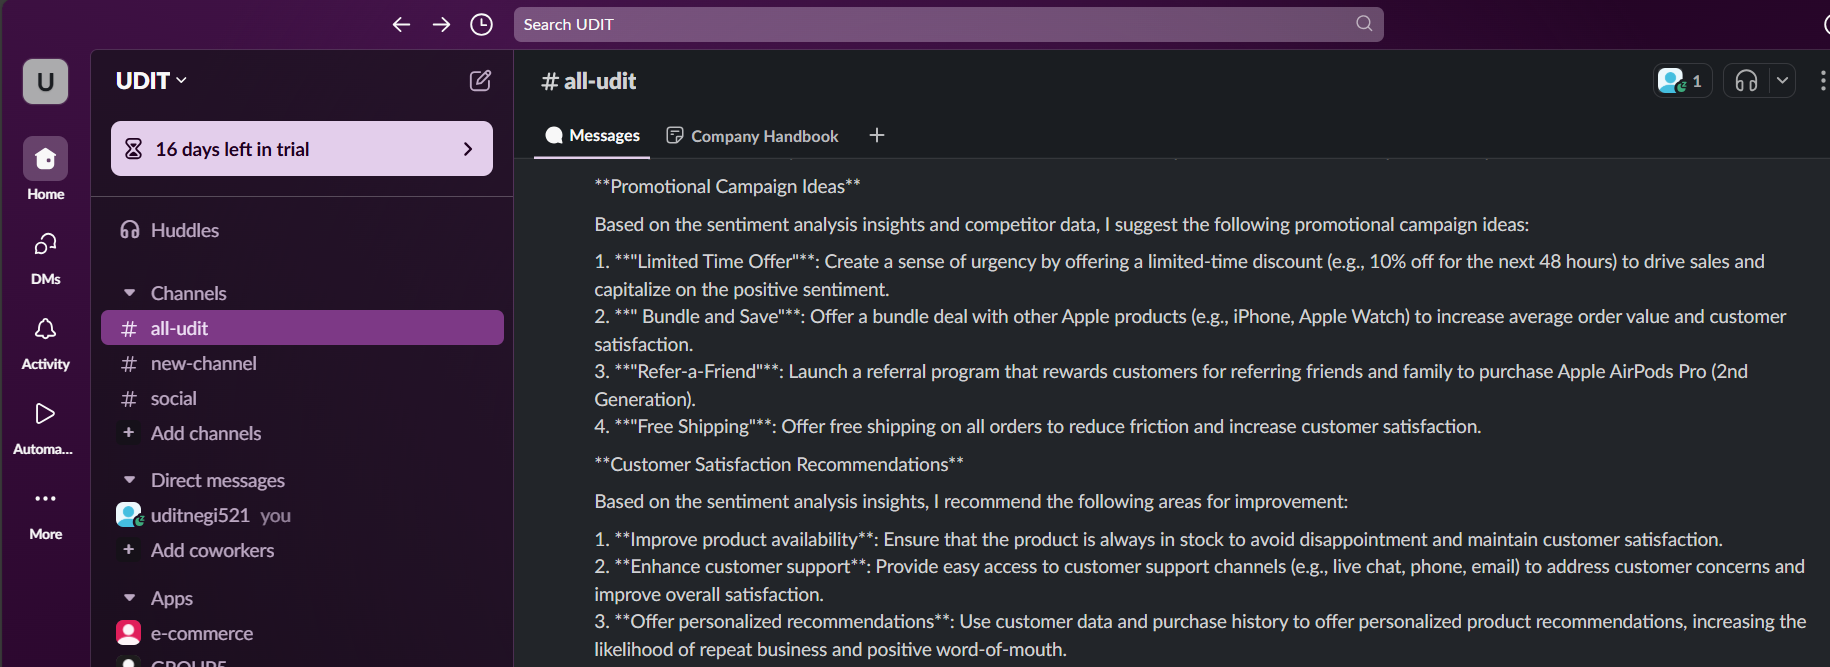 Search UDIT
U
UDIT
# all-udit
1
16 days left in trial
Messages
Company Handbook
+
Home
DMs
Activity
Automa...
More
Huddles
Channels
# all-udit
# new-channel
# social
+ Add channels
Direct messages
uditnegi521 you
+ Add coworkers
Apps
e-commerce
**Promotional Campaign Ideas**
Based on the sentiment analysis insights and competitor data, I suggest the following promotional campaign ideas:
1. **"Limited Time Offer"**: Create a sense of urgency by offering a limited-time discount (e.g., 10% off for the next 48 hours) to drive sales and
capitalize on the positive sentiment.
2. **" Bundle and Save"**: Offer a bundle deal with other Apple products (e.g., iPhone, Apple Watch) to increase average order value and customer
satisfaction.
3. **"Refer-a-Friend"**: Launch a referral program that rewards customers for referring friends and family to purchase Apple AirPods Pro (2nd
Generation).
4. **"Free Shipping"**: Offer free shipping on all orders to reduce friction and increase customer satisfaction.
**Customer Satisfaction Recommendations**
Based on the sentiment analysis insights, I recommend the following areas for improvement:
1. **Improve product availability**: Ensure that the product is always in stock to avoid disappointment and maintain customer satisfaction.
2. **Enhance customer support**: Provide easy access to customer support channels (e.g., live chat, phone, email) to address customer concerns and
improve overall satisfaction.
3. **Offer personalized recommendations**: Use customer data and purchase history to offer personalized product recommendations, increasing the
likelihood of repeat business and positive word-of-mouth.